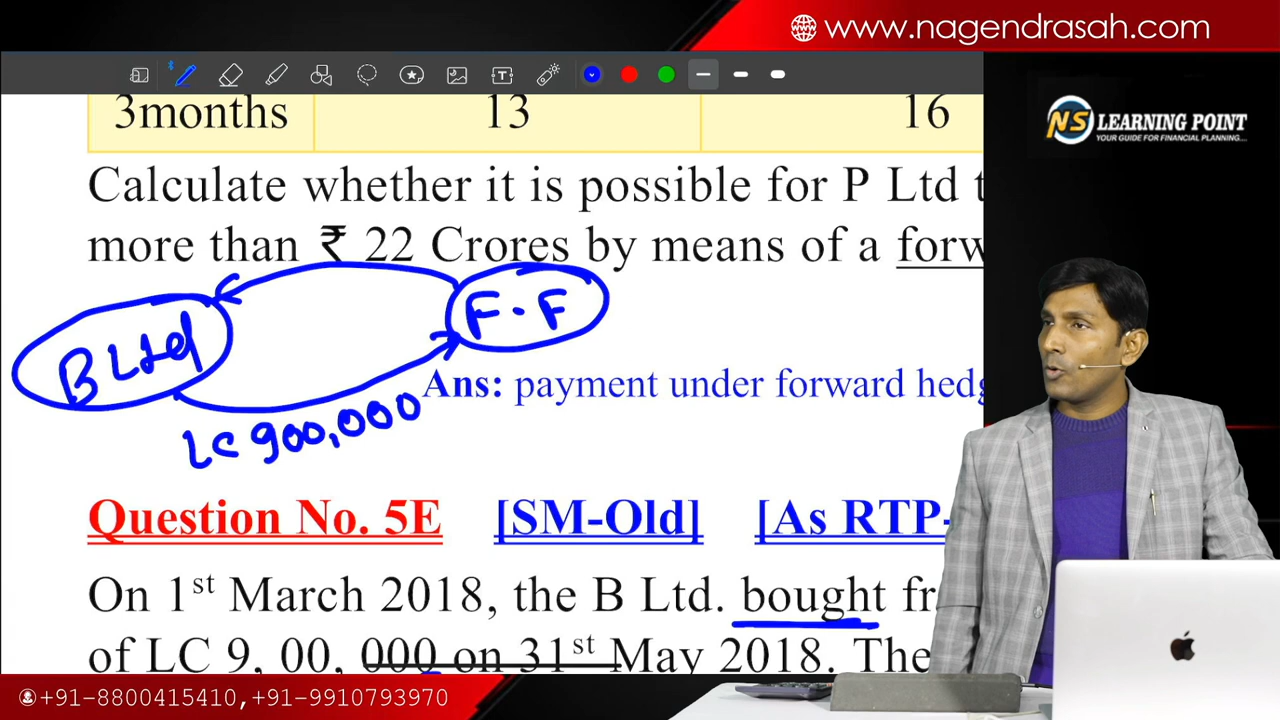 www.nagendrasah.com
NS LEARNING POINT
YOUR GUIDE FOR FINANCIAL PLANNING....
3months 13 16
Calculate whether it is possible for P Ltd t
more than ₹ 22 Crores by means of a forw
B Ltd
F.F
LC 900,000
Ans: payment under forward hedg
Question No. 5E [SM-Old] [As RTP-
On 1st March 2018, the B Ltd. bought fr
of LC 9, 00, 000 on 31st May 2018. The
+91-8800415410,+91-9910793970